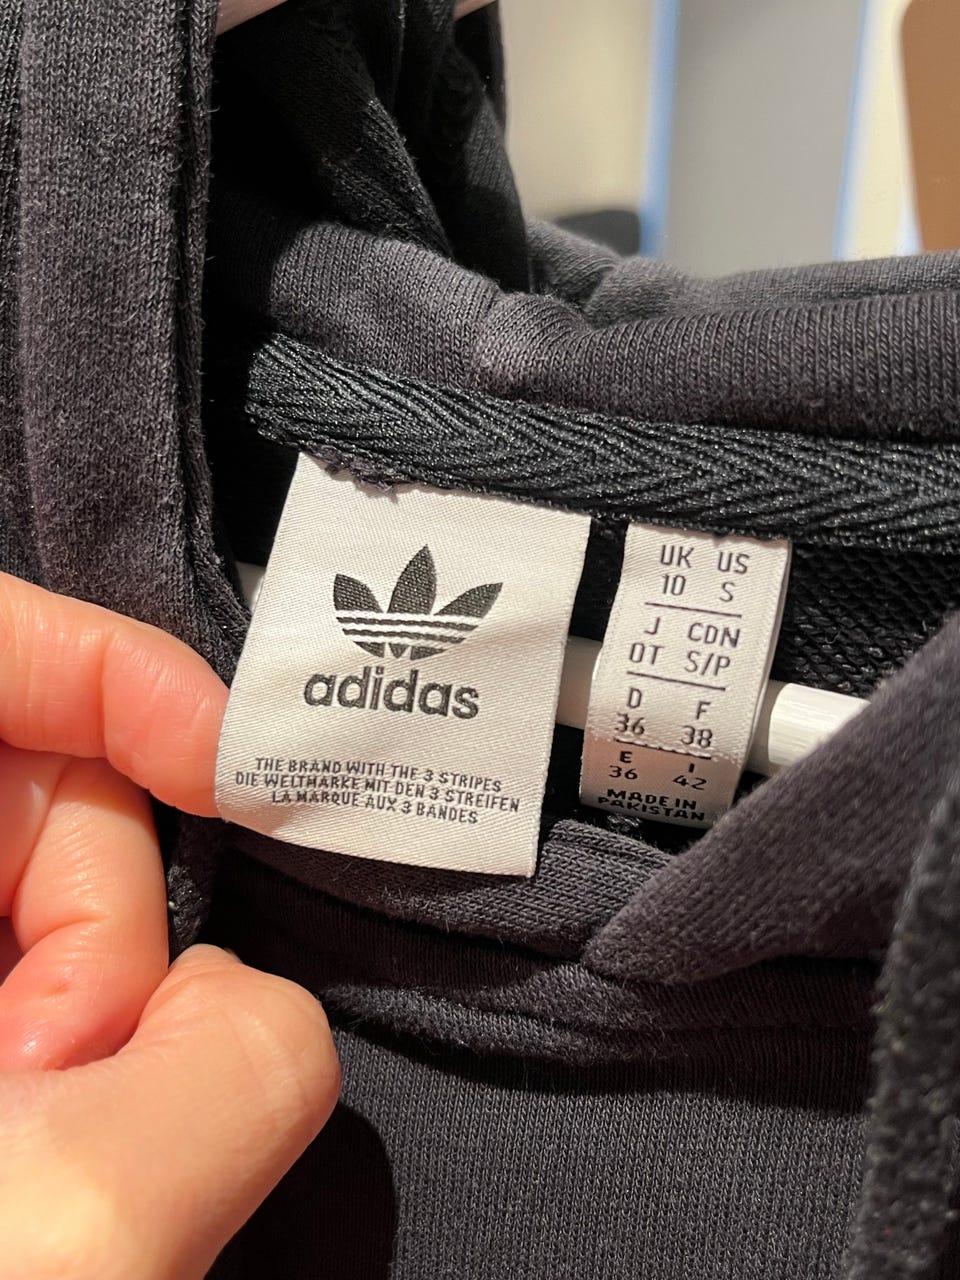 adidas
THE BRAND WITH THE 3 STRIPES
DIE WELTMARKE MIT DEN 3 STREIFEN
LA MARQUE AUX 3 BANDES
UK US
10 S
J CDN
OT S/P
D F
36 38
E I
36 42
MADE IN
PAKISTAN